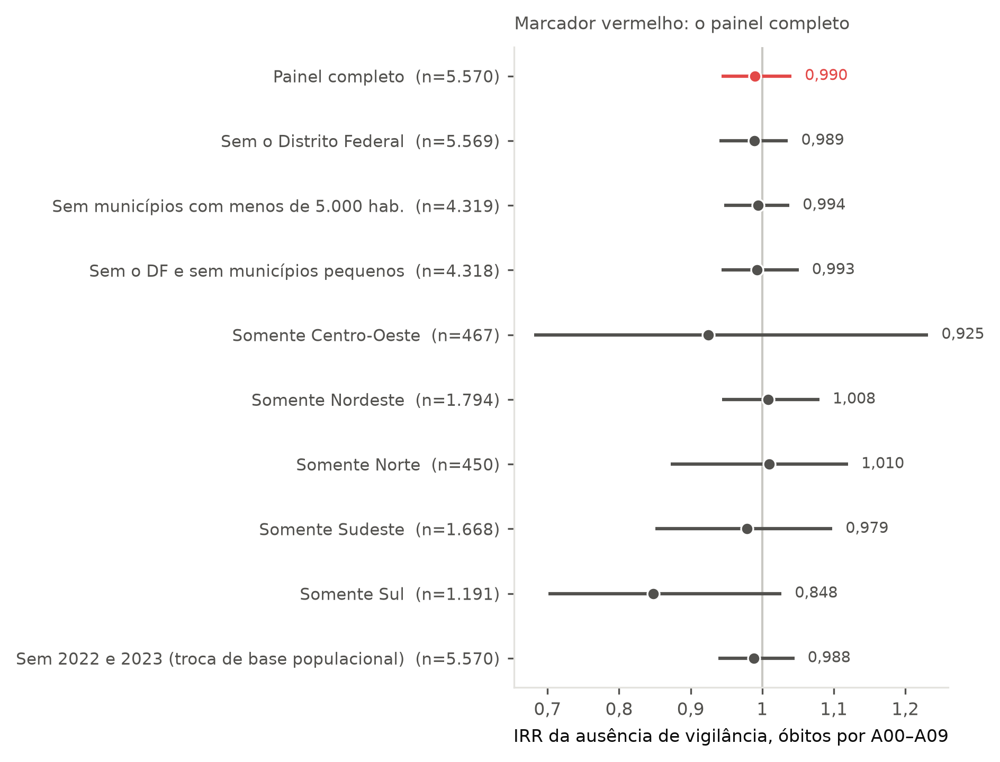 Marcador vermelho: o painel completo
Painel completo (n=5.570)
0,990
Sem o Distrito Federal (n=5.569)
0,989
Sem municípios com menos de 5.000 hab. (n=4.319)
0,994
Sem o DF e sem municípios pequenos (n=4.318)
0,993
Somente Centro-Oeste (n=467)
0,925
Somente Nordeste (n=1.794)
1,008
Somente Norte (n=450)
1,010
Somente Sudeste (n=1.668)
0,979
Somente Sul (n=1.191)
0,848
Sem 2022 e 2023 (troca de base populacional) (n=5.570)
0,988
0,7 0,8 0,9 1 1,1 1,2
IRR da ausência de vigilância, óbitos por A00–A09